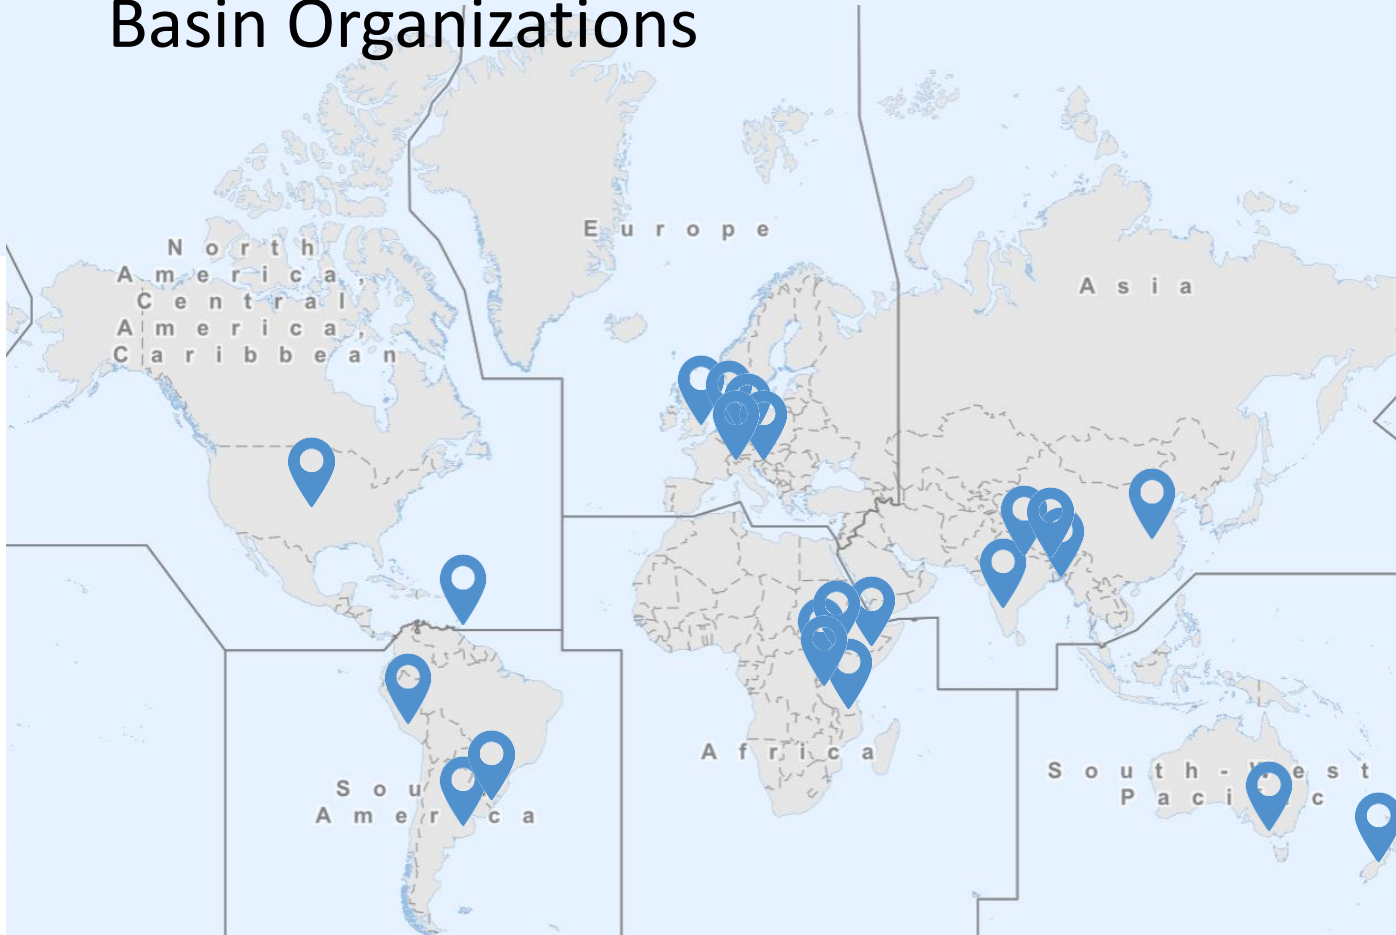 Basin Organizations
Europe
North
America,
Central
America,
Caribbean
Asia
Africa
South
America
South-West
Pacific